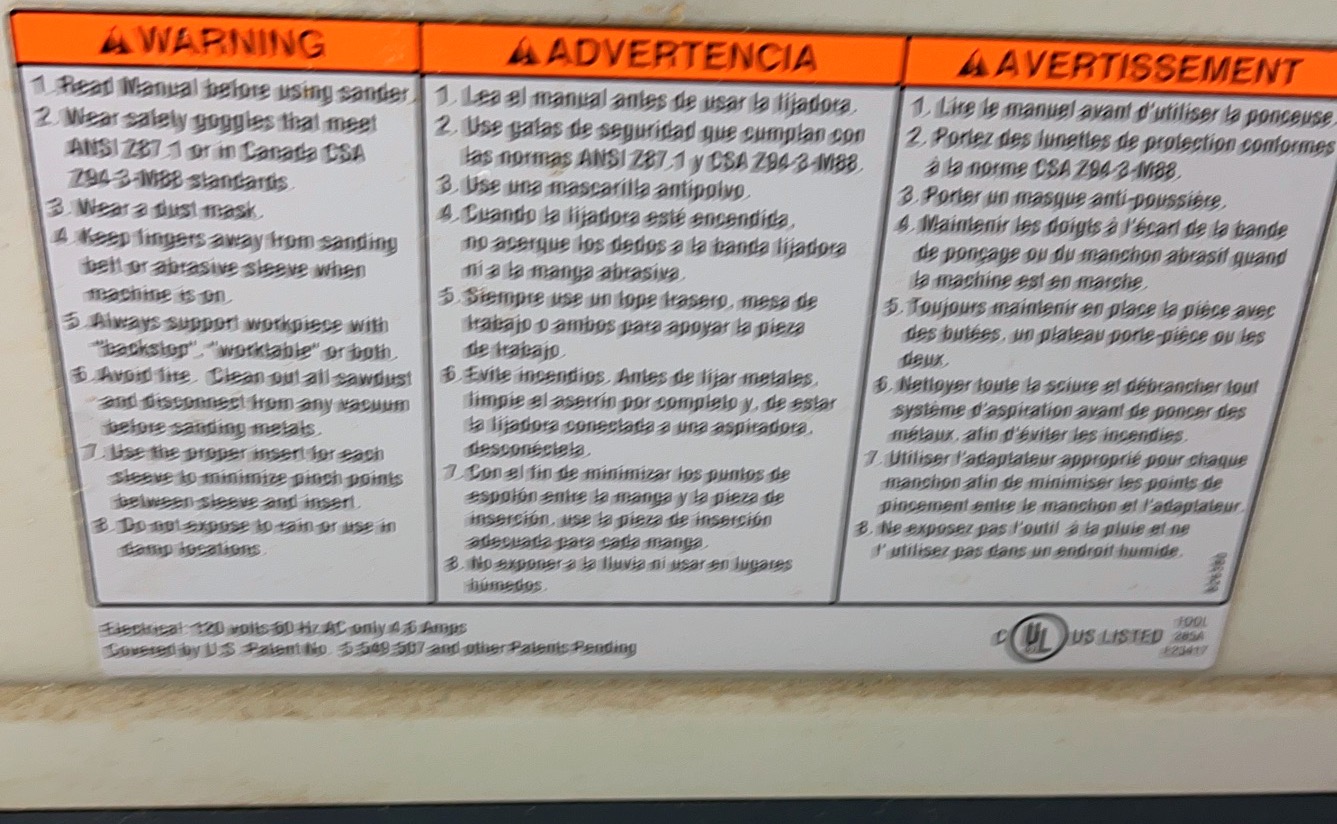 WARNING
1. Read Manual before using sander.
2. Wear safety goggles that meet
ANSI Z87.1 or in Canada CSA
Z94-3-M88 standards.
3. Wear a dust mask.
4. Keep fingers away from sanding
belt or abrasive sleeve when
machine is on.
5. Always support workpiece with
"backstop", "worktable" or both.
6. Avoid fire. Clean out all sawdust
and disconnect from any vacuum
before sanding metals.
7. Use the proper insert for each
sleeve to minimize pinch points
between sleeve and insert.
8. Do not expose to rain or use in
damp locations.
ADVERTENCIA
1. Lea el manual antes de usar la lijadora.
2. Use gafas de seguridad que cumplan con
las normas ANSI Z87.1 y CSA Z94-3-M88.
3. Use una mascarilla antipolvo.
4. Cuando la lijadora esté encendida,
no acerque los dedos a la banda lijadora
ni a la manga abrasiva.
5. Siempre use un tope trasero, mesa de
trabajo o ambos para apoyar la pieza
de trabajo.
6. Evite incendios. Antes de lijar metales,
limpie el aserrín por completo y, de estar
la lijadora conectada a una aspiradora,
desconéctela.
7. Con el fin de minimizar los puntos de
espolón entre la manga y la pieza de
inserción, use la pieza de inserción
adecuada para cada manga.
8. No exponer a la lluvia ni usar en lugares
húmedos.
AVERTISSEMENT
1. Lire le manuel avant d'utiliser la ponceuse.
2. Portez des lunettes de protection conformes
à la norme CSA Z94-3-M88.
3. Porter un masque anti-poussière.
4. Maintenir les doigts à l'écart de la bande
de ponçage ou du manchon abrasif quand
la machine est en marche.
5. Toujours maintenir en place la pièce avec
des butées, un plateau porte-pièce ou les
deux.
6. Nettoyer toute la sciure et débrancher tout
système d'aspiration avant de poncer des
métaux, afin d'éviter les incendies.
7. Utiliser l'adaptateur approprié pour chaque
manchon afin de minimiser les points de
pincement entre le manchon et l'adaptateur.
8. Ne exposez pas l'outil à la pluie et ne
l'utilisez pas dans un endroit humide.
Electrical: 120 volts 60 Hz AC only 4.6 Amps
Covered by U.S. Patent No. 5,549,507 and other Patents Pending
C UL US LISTED
TOOL
285A
E23417